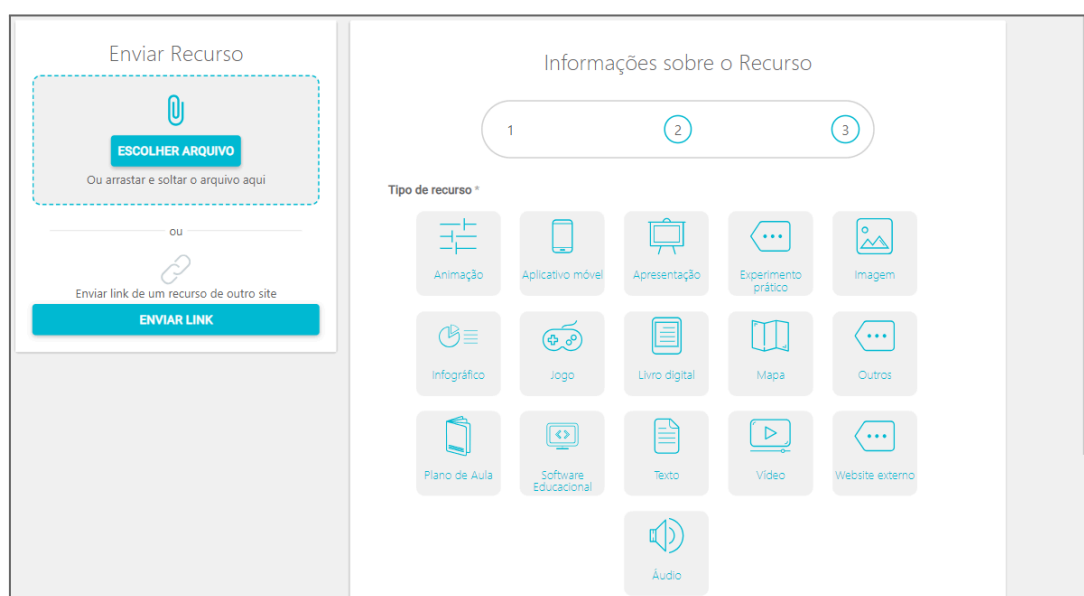 Enviar Recurso
ESCOLHER ARQUIVO
Ou arrastar e soltar o arquivo aqui
ou
Enviar link de um recurso de outro site
ENVIAR LINK
Informações sobre o Recurso
1 2 3
Tipo de recurso *
Animação
Aplicativo móvel
Apresentação
Experimento
prático
Imagem
Infográfico
Jogo
Livro digital
Mapa
Outros
Plano de Aula
Software
Educacional
Texto
Vídeo
Website externo
Áudio